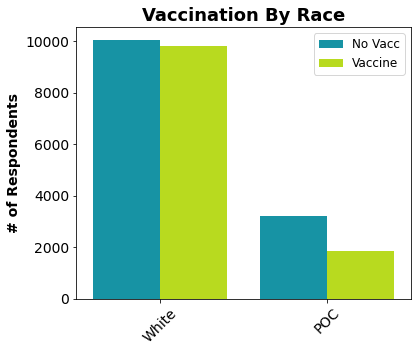 Vaccination By Race
# of Respondents
10000
8000
6000
4000
2000
0
No Vacc
Vaccine
White
POC